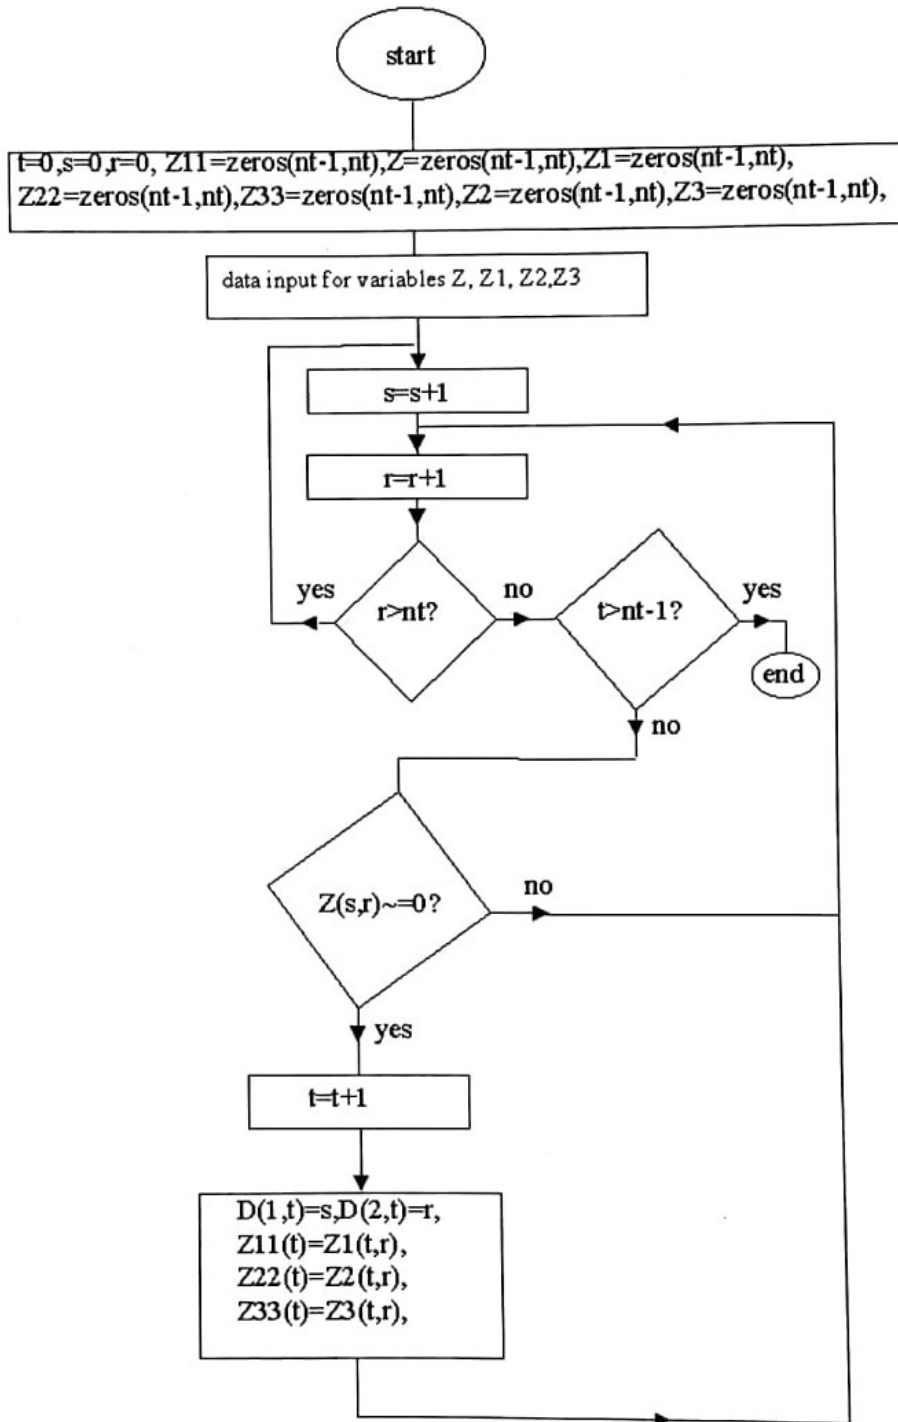 start
t=0,s=0,r=0, Z11=zeros(nt-1,nt),Z=zeros(nt-1,nt),Z1=zeros(nt-1,nt),
Z22=zeros(nt-1,nt),Z33=zeros(nt-1,nt),Z2=zeros(nt-1,nt),Z3=zeros(nt-1,nt),
data input for variables Z, Z1, Z2,Z3
s=s+1
r=r+1
yes
r>nt?
no
t>nt-1?
yes
end
no
Z(s,r)~=0?
no
yes
t=t+1
D(1,t)=s,D(2,t)=r,
Z11(t)=Z1(t,r),
Z22(t)=Z2(t,r),
Z33(t)=Z3(t,r),